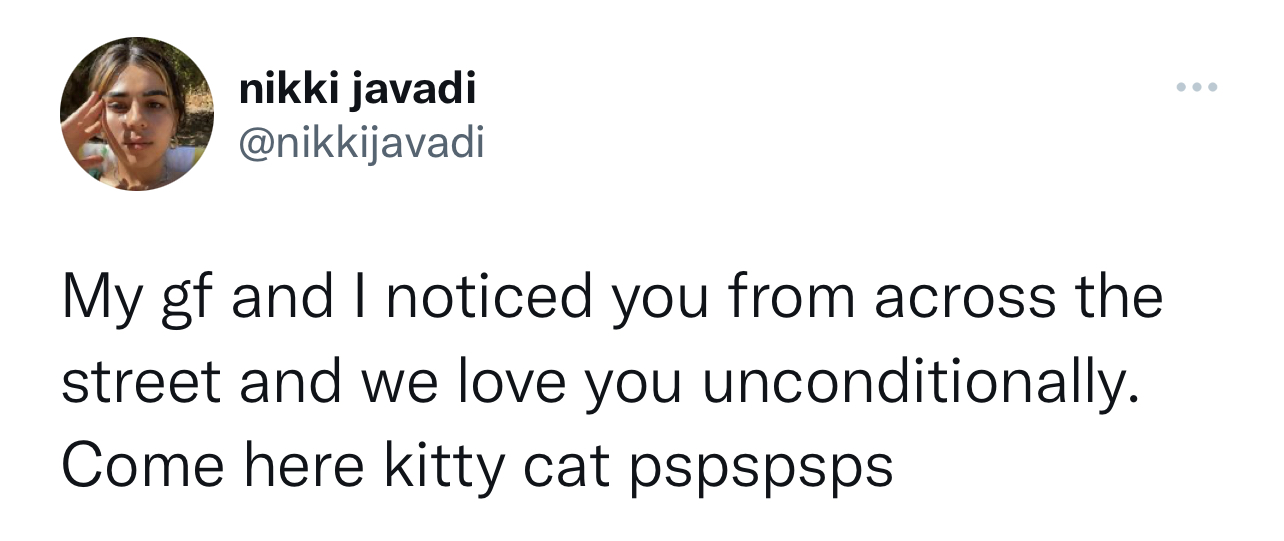 nikki javadi
@nikkijavadi
My gf and I noticed you from across the
street and we love you unconditionally.
Come here kitty cat pspspsps